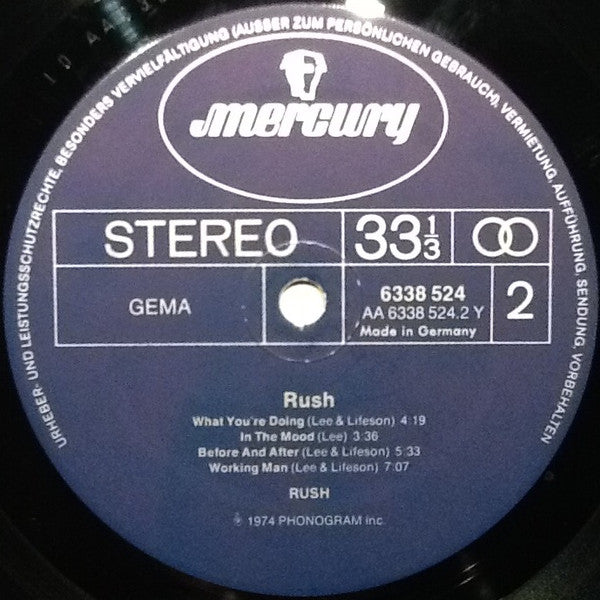 URHEBER- UND LEISTUNGSSCHUTZRECHTE, BESONDERS VERVIELFÄLTIGUNG (AUSSER ZUM PERSÖNLICHEN GEBRAUCH), VERMIETUNG, AUFFÜHRUNG, SENDUNG, VORBEHALTEN
mercury
STEREO 33⅓
GEMA
6338 524
AA 6338 524.2 Y
Made in Germany
2
Rush
What You're Doing (Lee & Lifeson) 4:19
In The Mood (Lee) 3:36
Before And After (Lee & Lifeson) 5:33
Working Man (Lee & Lifeson) 7:07
RUSH
℗ 1974 PHONOGRAM Inc.